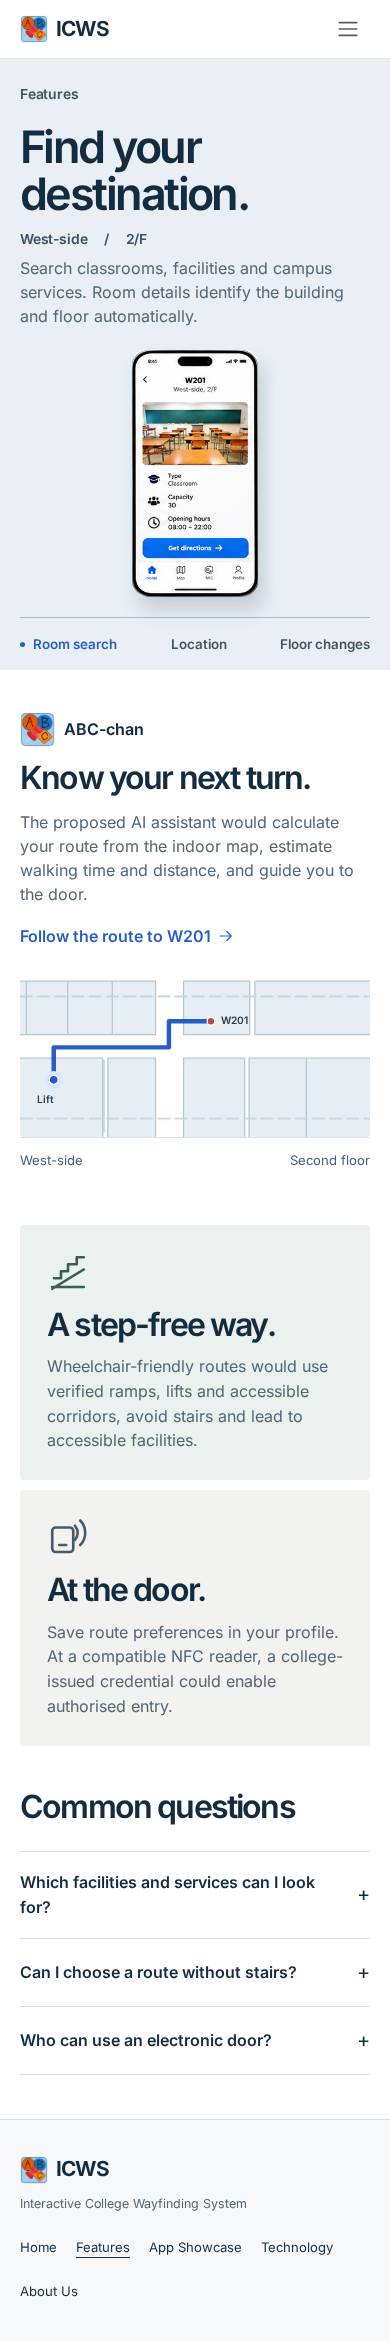 ICWS
Features
Find your
destination.
West-side / 2/F
Search classrooms, facilities and campus
services. Room details identify the building
and floor automatically.
9:41
W201
West-side, 2/F
Type
Classroom
Capacity
30
Opening hours
08:00 – 22:00
Get directions →
Home Map NFC Profile
Room search Location Floor changes
ABC-chan
Know your next turn.
The proposed AI assistant would calculate
your route from the indoor map, estimate
walking time and distance, and guide you to
the door.
Follow the route to W201 →
W201
Lift
West-side Second floor
A step-free way.
Wheelchair-friendly routes would use
verified ramps, lifts and accessible
corridors, avoid stairs and lead to
accessible facilities.
At the door.
Save route preferences in your profile.
At a compatible NFC reader, a college-
issued credential could enable
authorised entry.
Common questions
Which facilities and services can I look
for? +
Can I choose a route without stairs? +
Who can use an electronic door? +
ICWS
Interactive College Wayfinding System
Home Features App Showcase Technology
About Us